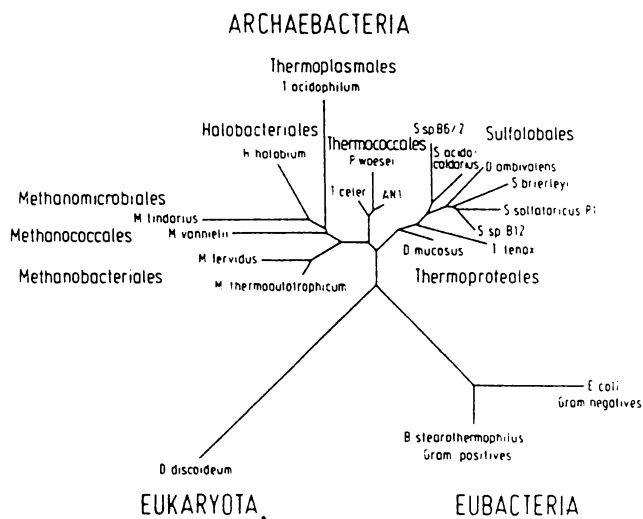 ARCHAEBACTERIA
Thermoplasmales
T acidophilum
Halobacteriales
H halobium
Thermococcales
P woesei
T celer
AN1
S sp B6/2
Sulfolobales
S acido-
caldarius
D ambivalens
S brierleyi
S solfataricus P1
S sp B12
T tenax
D mucosus
Thermoproteales
Methanomicrobiales
M tindarius
Methanococcales
M vannielii
M fervidus
Methanobacteriales
M thermoautotrophicum
E coli
Gram negatives
B stearothermophilus
Gram positives
D discoideum
EUKARYOTA
EUBACTERIA